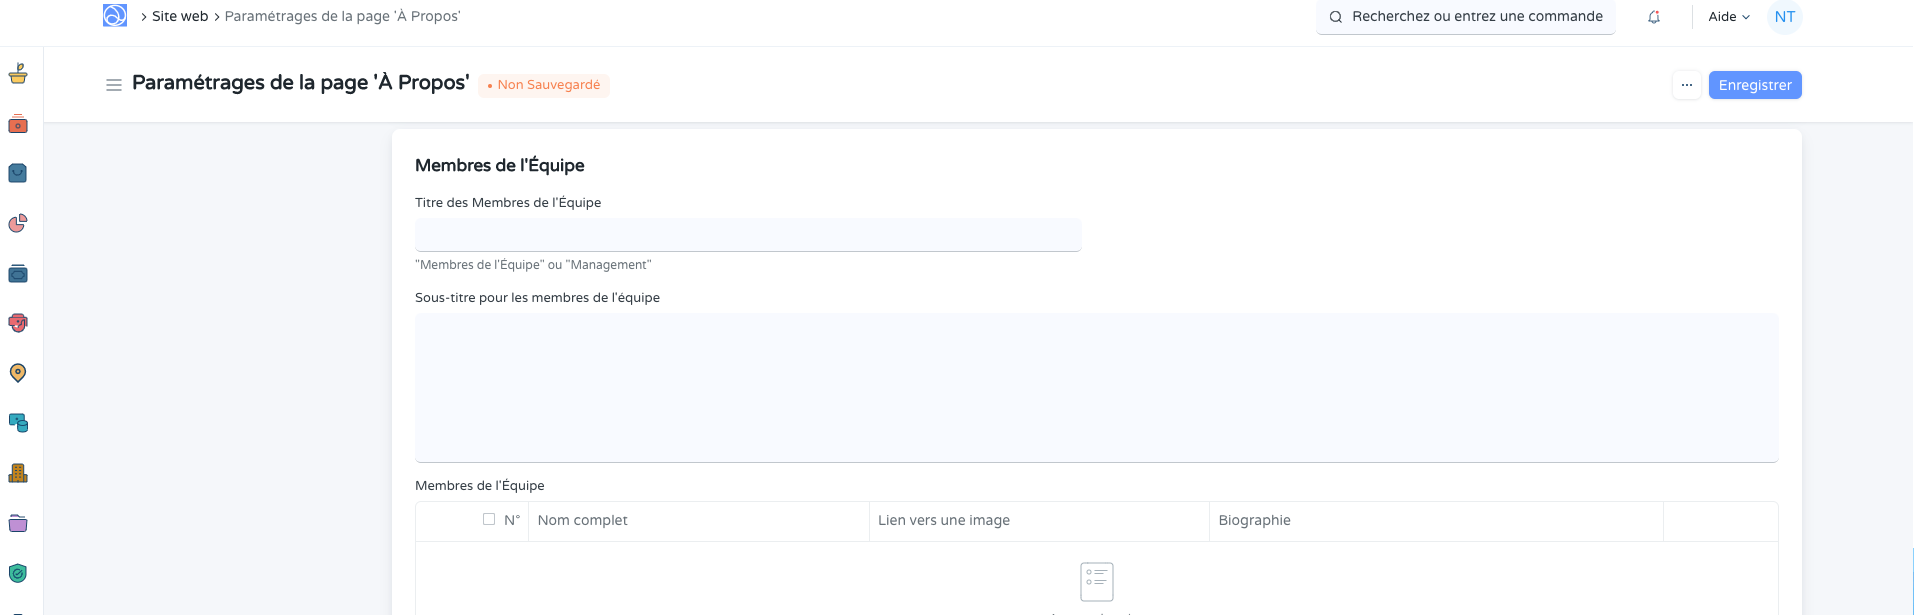 Site web Paramétrages de la page 'À Propos'
Recherchez ou entrez une commande
Aide
NT
Paramétrages de la page 'À Propos'
Non Sauvegardé
Enregistrer
Membres de l'Équipe
Titre des Membres de l'Équipe
"Membres de l'Équipe" ou "Management"
Sous-titre pour les membres de l'équipe
Membres de l'Équipe
N° Nom complet Lien vers une image Biographie